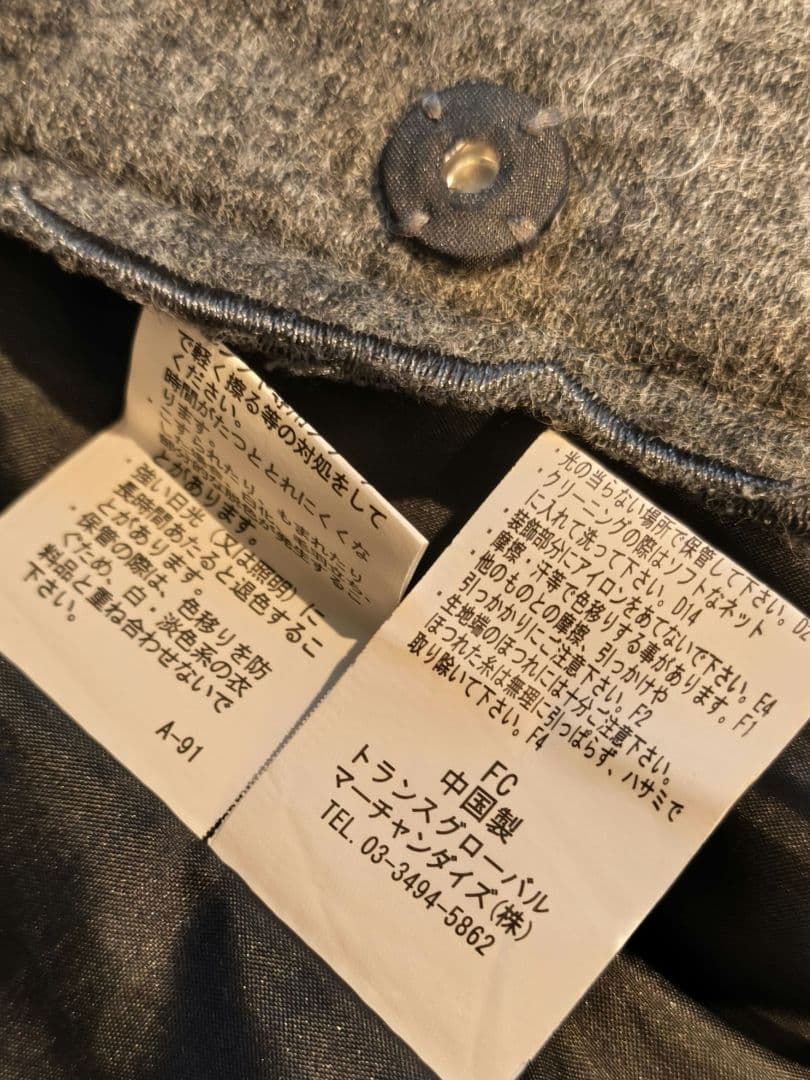 で軽く擦る等の対処をして
ください。
時間がたつととれにくくな
ります。
とがあります。
・強い日光(又は照明)に
長時間あたると退色するこ
とがあります。
・保管の際は、色移りを防
ぐため、白・淡色系の衣
料品と重ね合わせないで
下さい。
A-91
・光の当らない場所で保管して下さい。
・クリーニングの際はソフトなネット
に入れて洗って下さい。D14
・装飾部分にアイロンをあてないで下さい。E4
・摩擦・汗等で色移りする事があります。F1
・他のものとの摩擦、引っかけや
引っかかりにご注意下さい。F2
・生地端のほつれには十分ご注意下さい。
ほつれた糸は無理に引っぱらず、ハサミで
取り除いて下さい。F4
FC
中国製
トランスグローバル
マーチャンダイズ(株)
TEL. 03-3494-5862